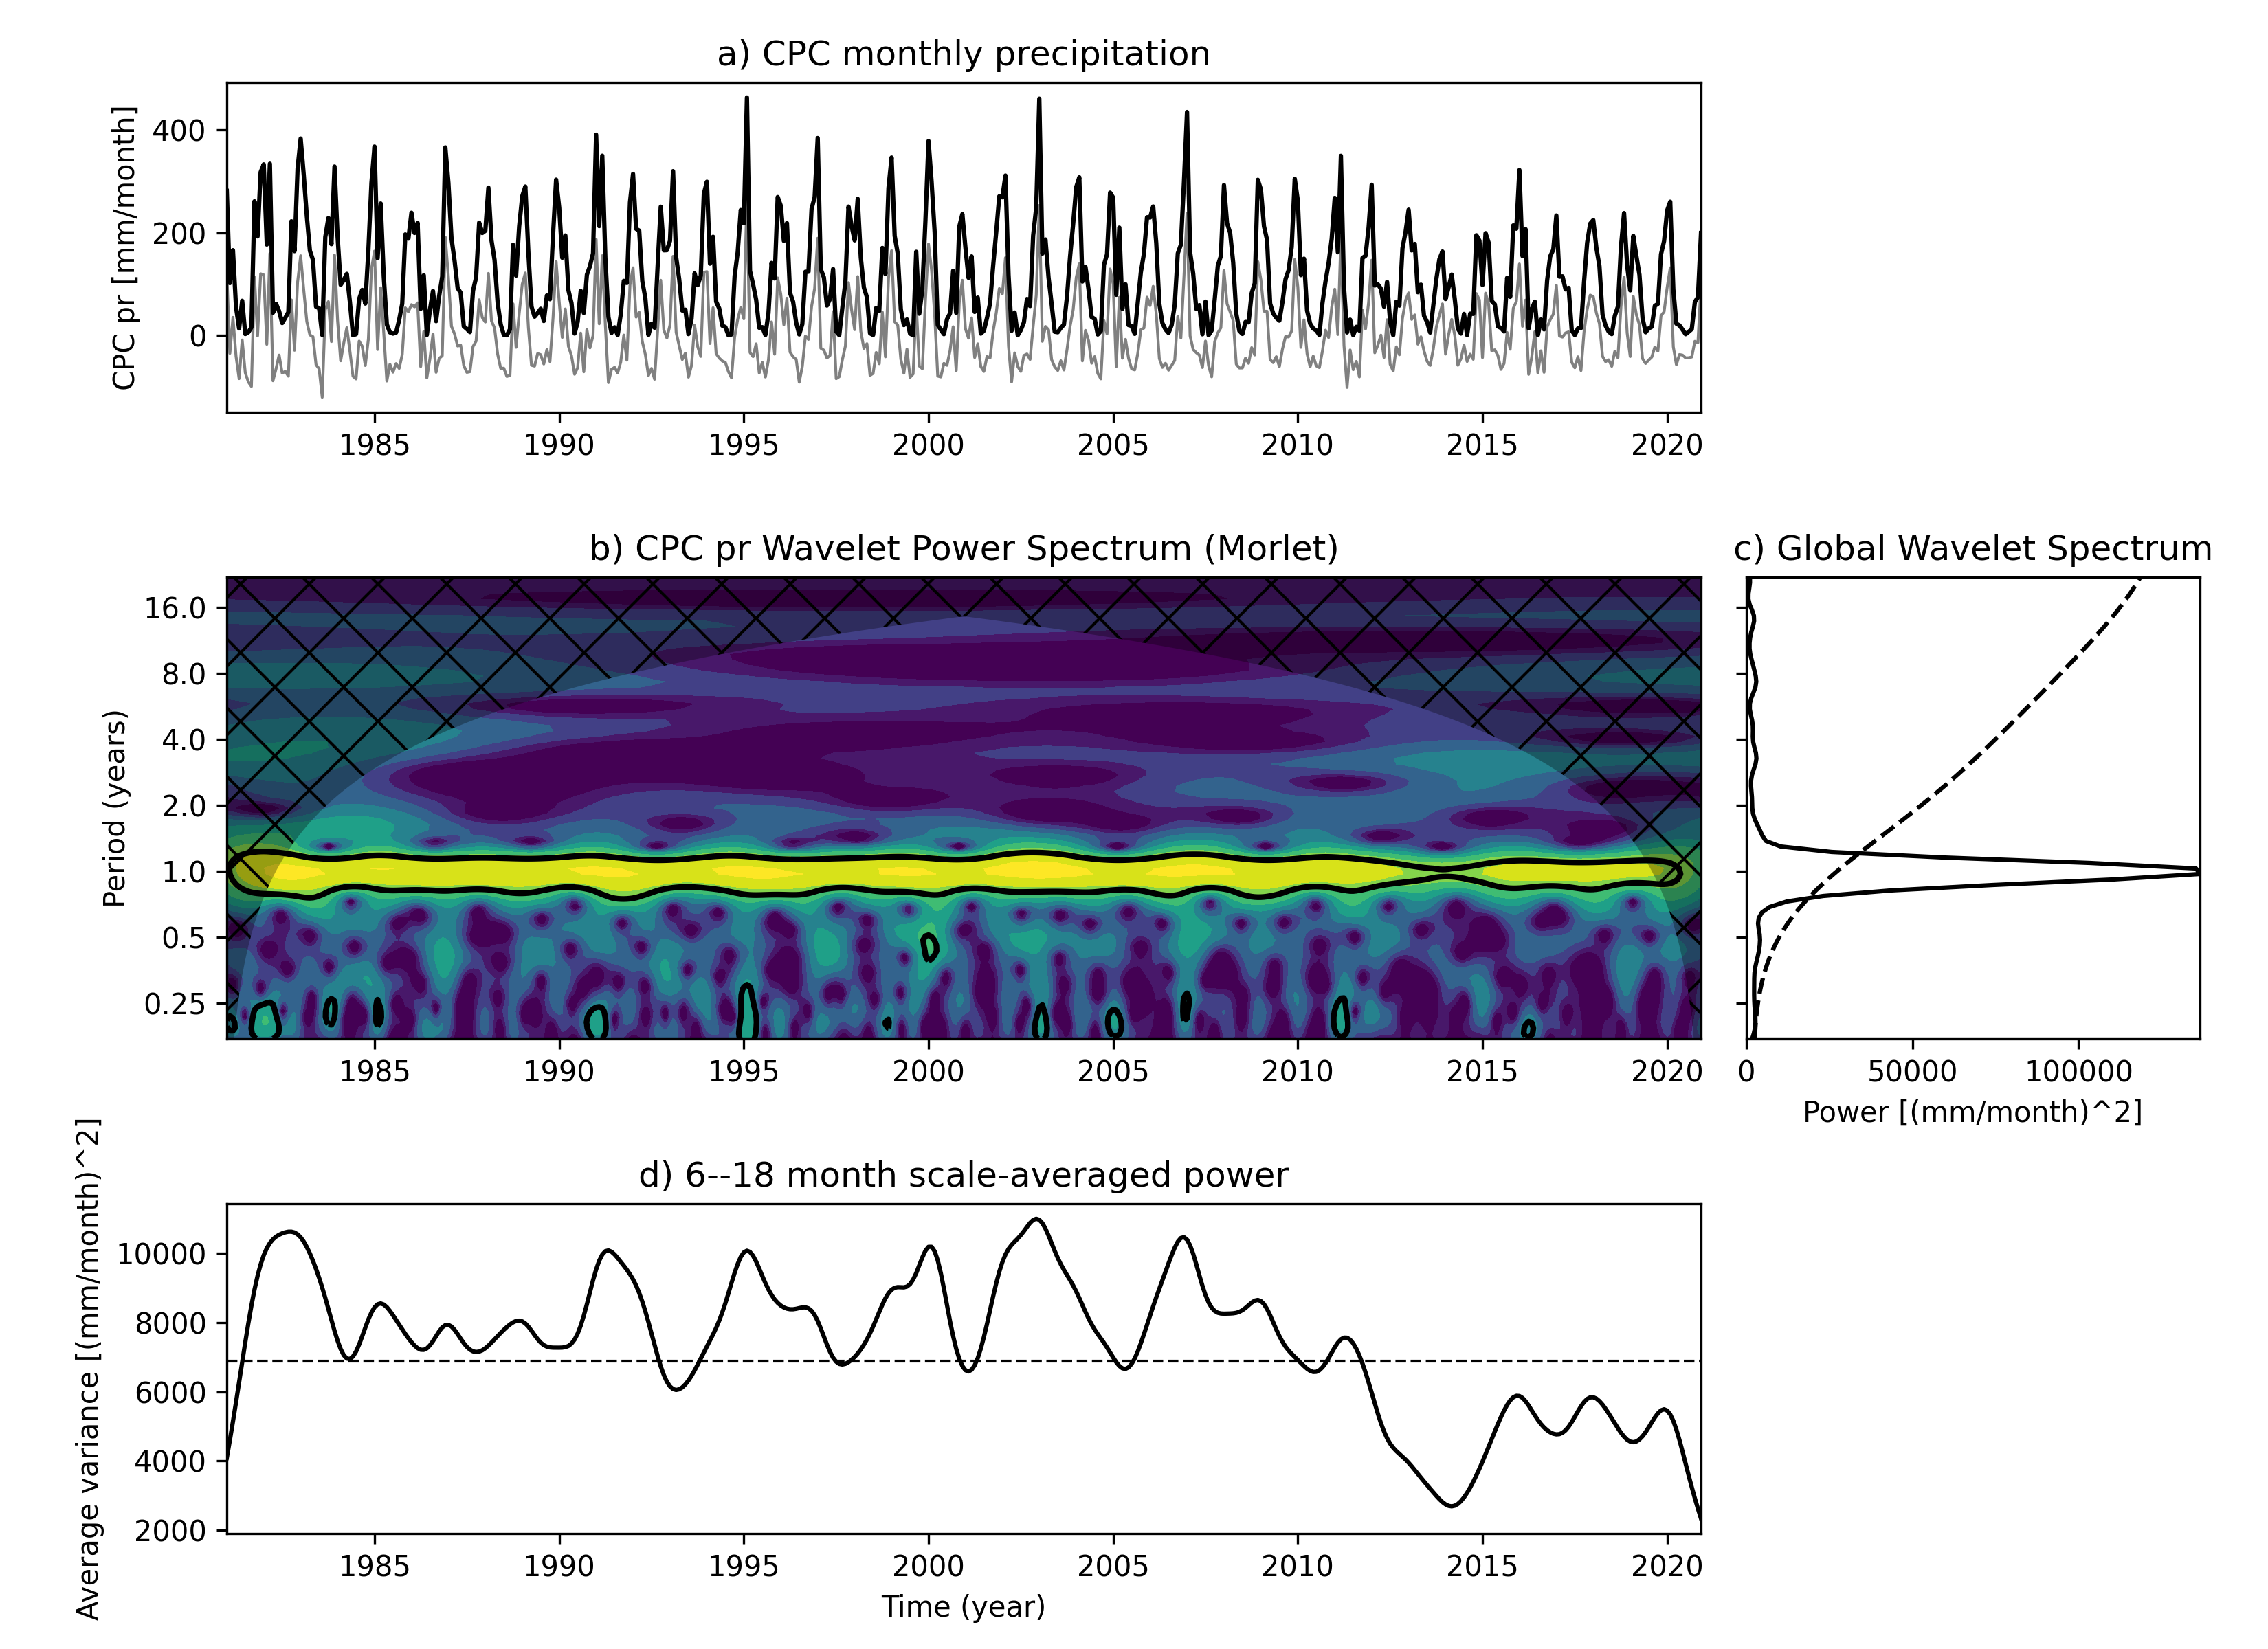 a) CPC monthly precipitation
CPC pr [mm/month]
400
200
0
1985 1990 1995 2000 2005 2010 2015 2020
b) CPC pr Wavelet Power Spectrum (Morlet)
Period (years)
16.0
8.0
4.0
2.0
1.0
0.5
0.25
1985 1990 1995 2000 2005 2010 2015 2020
c) Global Wavelet Spectrum
0 50000 100000
Power [(mm/month)^2]
d) 6--18 month scale-averaged power
Average variance [(mm/month)^2]
10000
8000
6000
4000
2000
1985 1990 1995 2000 2005 2010 2015 2020
Time (year)